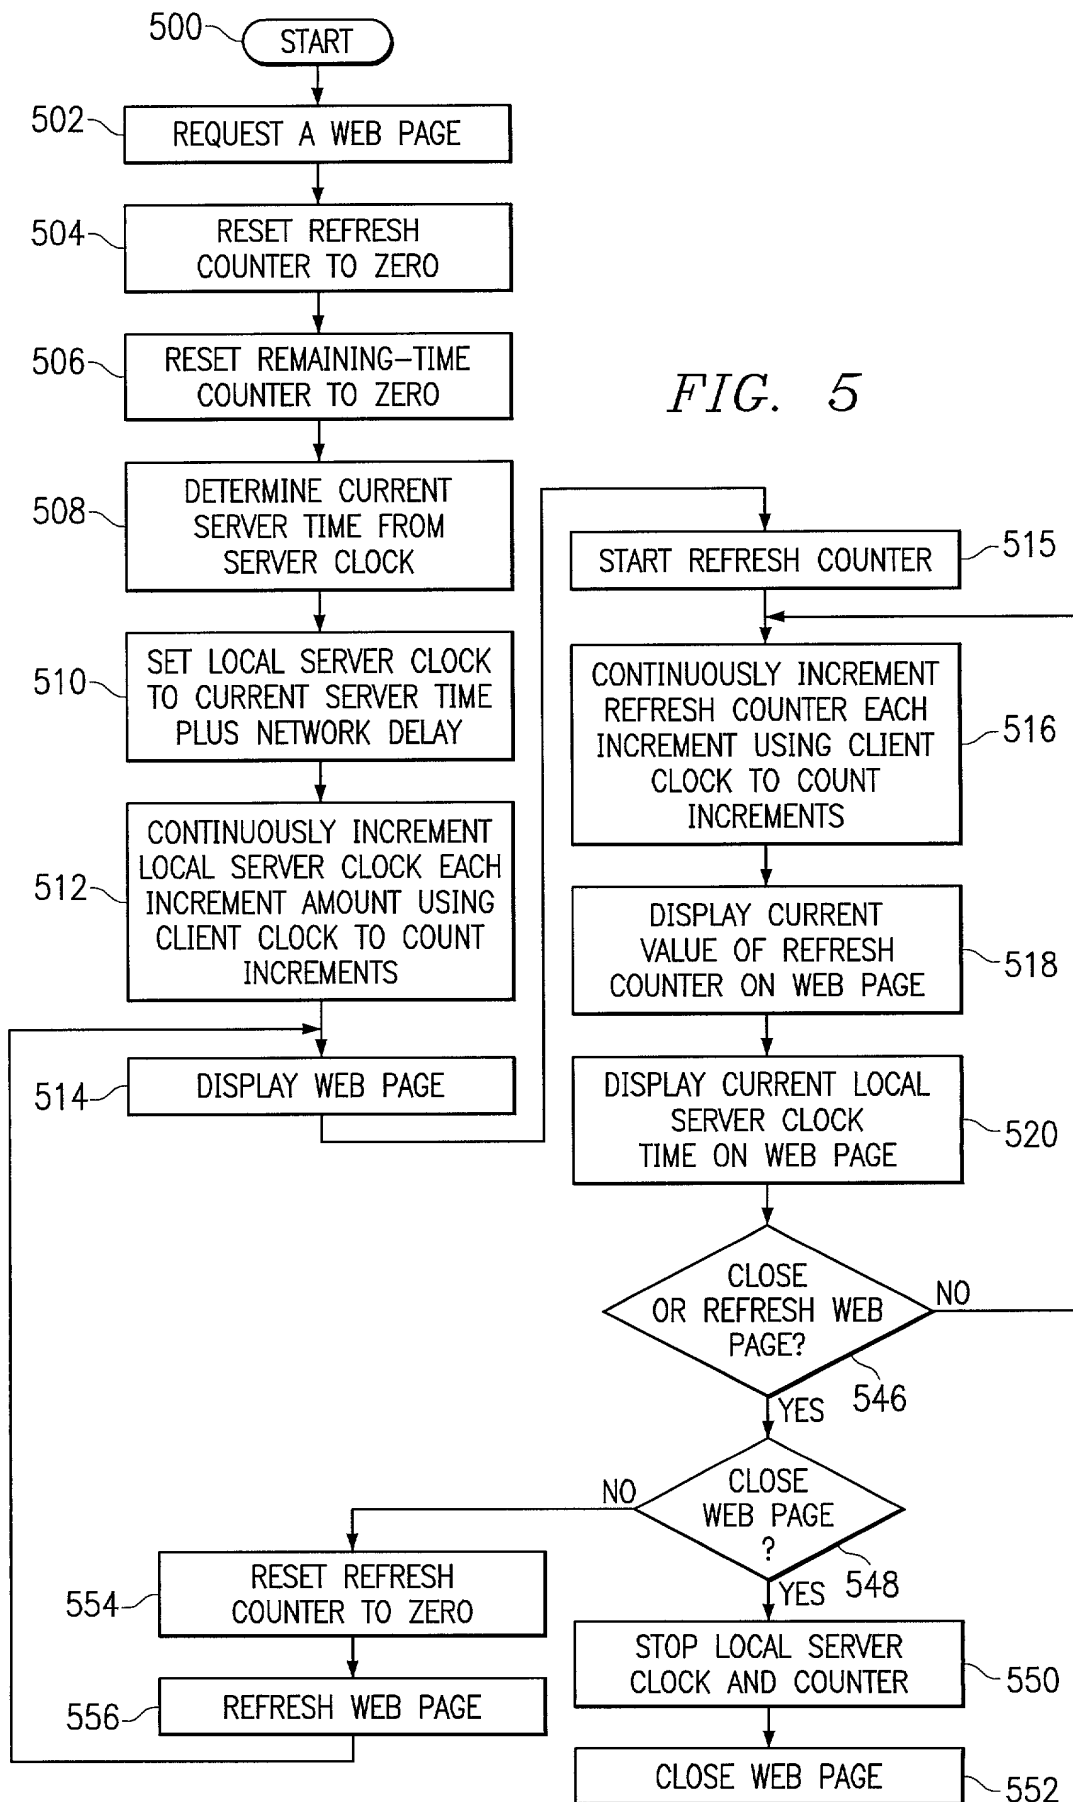 500
START
502
REQUEST A WEB PAGE
504
RESET REFRESH
COUNTER TO ZERO
506
RESET REMAINING-TIME
COUNTER TO ZERO
FIG. 5
508
DETERMINE CURRENT
SERVER TIME FROM
SERVER CLOCK
510
SET LOCAL SERVER CLOCK
TO CURRENT SERVER TIME
PLUS NETWORK DELAY
512
CONTINUOUSLY INCREMENT
LOCAL SERVER CLOCK EACH
INCREMENT AMOUNT USING
CLIENT CLOCK TO COUNT
INCREMENTS
514
DISPLAY WEB PAGE
START REFRESH COUNTER
515
CONTINUOUSLY INCREMENT
REFRESH COUNTER EACH
INCREMENT USING CLIENT
CLOCK TO COUNT
INCREMENTS
516
DISPLAY CURRENT
VALUE OF REFRESH
COUNTER ON WEB PAGE
518
DISPLAY CURRENT LOCAL
SERVER CLOCK
TIME ON WEB PAGE
520
CLOSE
OR REFRESH WEB
PAGE?
NO
546
YES
CLOSE
WEB PAGE
?
NO
548
YES
554
RESET REFRESH
COUNTER TO ZERO
556
REFRESH WEB PAGE
STOP LOCAL SERVER
CLOCK AND COUNTER
550
CLOSE WEB PAGE
552